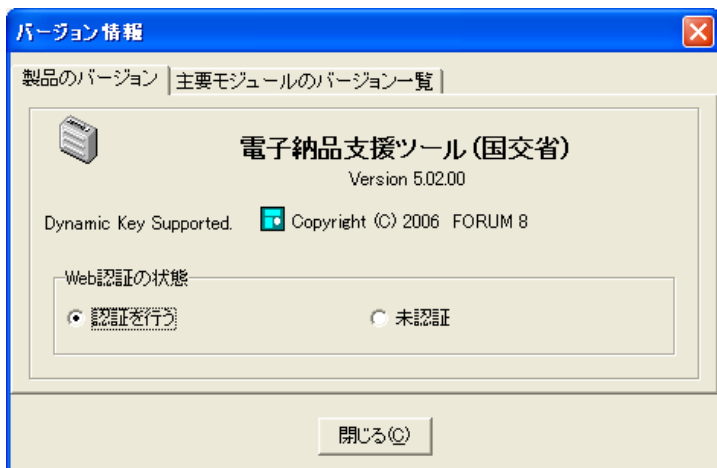 バージョン情報
製品のバージョン 主要モジュールのバージョン一覧
電子納品支援ツール(国交省)
Version 5.02.00
Dynamic Key Supported. Copyright (C) 2006 FORUM 8
Web認証の状態
認証を行う 未認証
閉じる(C)